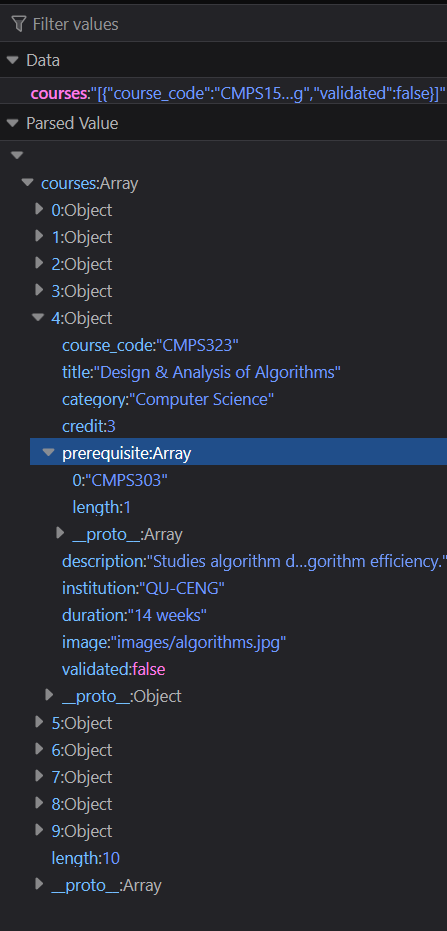 Filter values
Data
courses:"[{"course_code":"CMPS15...g","validated":false}]"
Parsed Value
courses:Array
0:Object
1:Object
2:Object
3:Object
4:Object
course_code:"CMPS323"
title:"Design & Analysis of Algorithms"
category:"Computer Science"
credit:3
prerequisite:Array
0:"CMPS303"
length:1
__proto__:Array
description:"Studies algorithm d...gorithm efficiency."
institution:"QU-CENG"
duration:"14 weeks"
image:"images/algorithms.jpg"
validated:false
__proto__:Object
5:Object
6:Object
7:Object
8:Object
9:Object
length:10
__proto__:Array